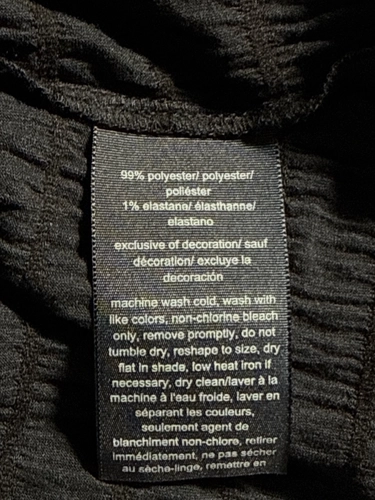 99% polyester/ polyester/
poliéster
1% elastane/ élasthanne/
elastano
exclusive of decoration/ sauf
décoration/ excluye la
decoración
machine wash cold, wash with
like colors, non-chlorine bleach
only, remove promptly, do not
tumble dry, reshape to size, dry
flat in shade, low heat iron if
necessary, dry clean/laver à la
machine à l'eau froide, laver en
séparant les couleurs,
seulement agent de
blanchiment non-chlore, retirer
immédiatement, ne pas sécher
au sèche-linge, remettre en